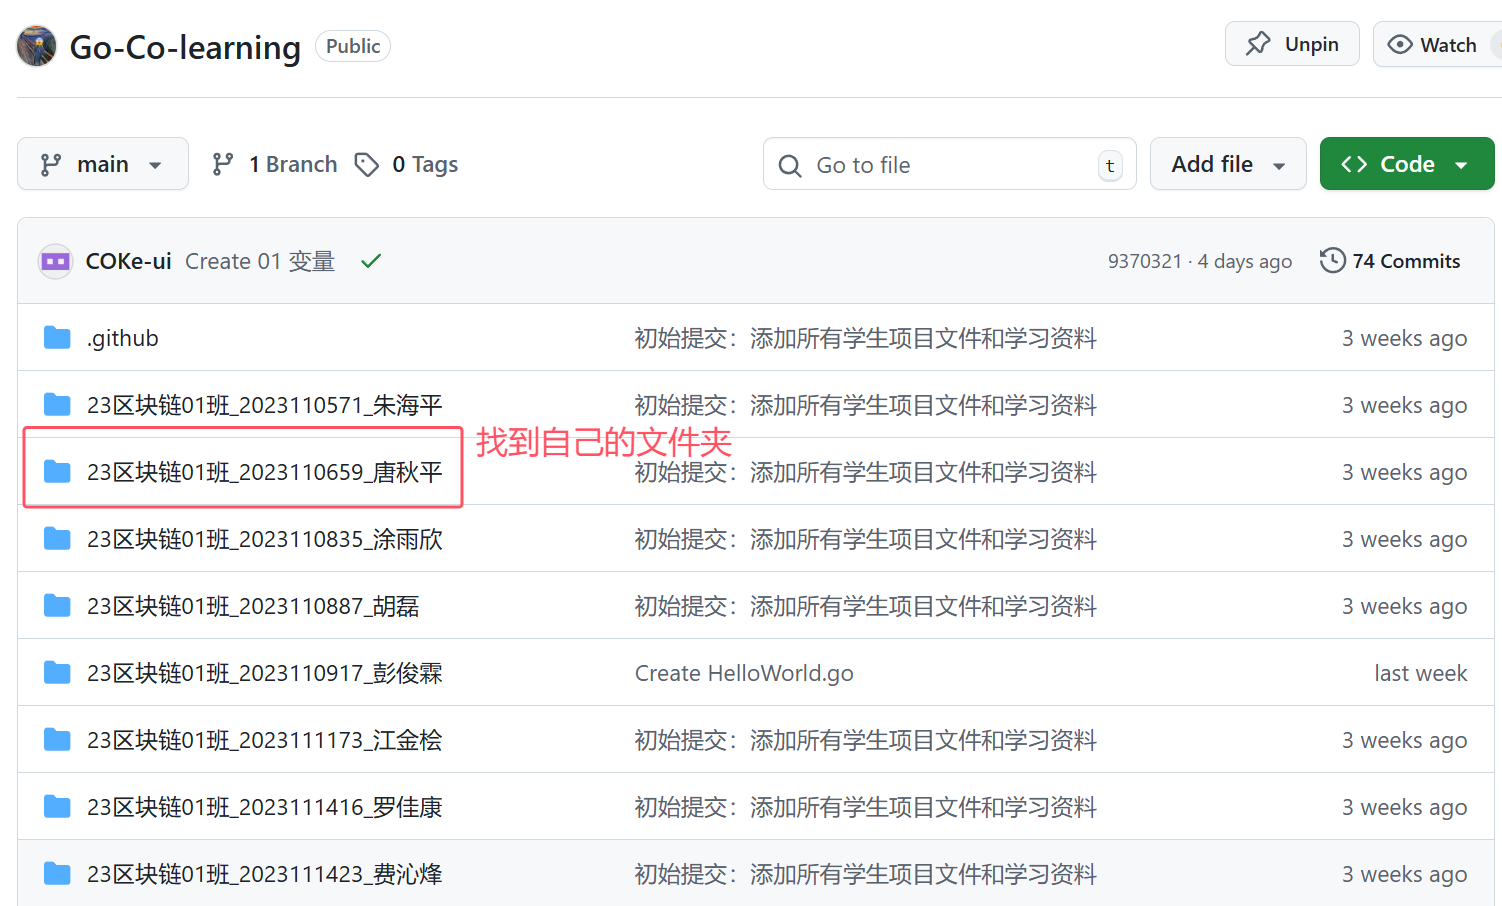 Go-Co-learning Public Unpin Watch
main 1 Branch 0 Tags Go to file t Add file Code
COKe-ui Create 01 变量 9370321 · 4 days ago 74 Commits
.github 初始提交：添加所有学生项目文件和学习资料 3 weeks ago
23区块链01班_2023110571_朱海平 初始提交：添加所有学生项目文件和学习资料 3 weeks ago
找到自己的文件夹
23区块链01班_2023110659_唐秋平 初始提交：添加所有学生项目文件和学习资料 3 weeks ago
23区块链01班_2023110835_涂雨欣 初始提交：添加所有学生项目文件和学习资料 3 weeks ago
23区块链01班_2023110887_胡磊 初始提交：添加所有学生项目文件和学习资料 3 weeks ago
23区块链01班_2023110917_彭俊霖 Create HelloWorld.go last week
23区块链01班_2023111173_江金桧 初始提交：添加所有学生项目文件和学习资料 3 weeks ago
23区块链01班_2023111416_罗佳康 初始提交：添加所有学生项目文件和学习资料 3 weeks ago
23区块链01班_2023111423_费沁烽 初始提交：添加所有学生项目文件和学习资料 3 weeks ago